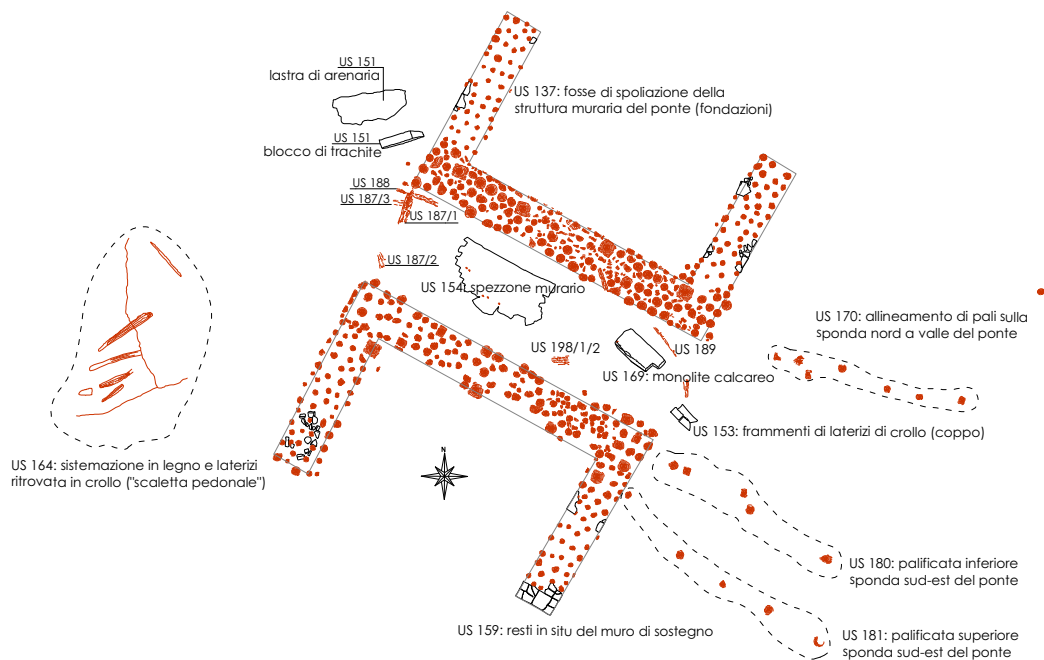 US 151
lastra di arenaria
US 137: fosse di spoliazione della
struttura muraria del ponte (fondazioni)
US 151
blocco di trachite
US 188
US 187/3
US 187/1
US 187/2
US 154: spezzone murario
US 170: allineamento di pali sulla
sponda nord a valle del ponte
US 198/1/2
US 189
US 169: monolite calcareo
US 153: frammenti di laterizi di crollo (coppo)
US 164: sistemazione in legno e laterizi
ritrovata in crollo ("scaletta pedonale")
N
US 180: palificata inferiore
sponda sud-est del ponte
US 159: resti in situ del muro di sostegno
US 181: palificata superiore
sponda sud-est del ponte